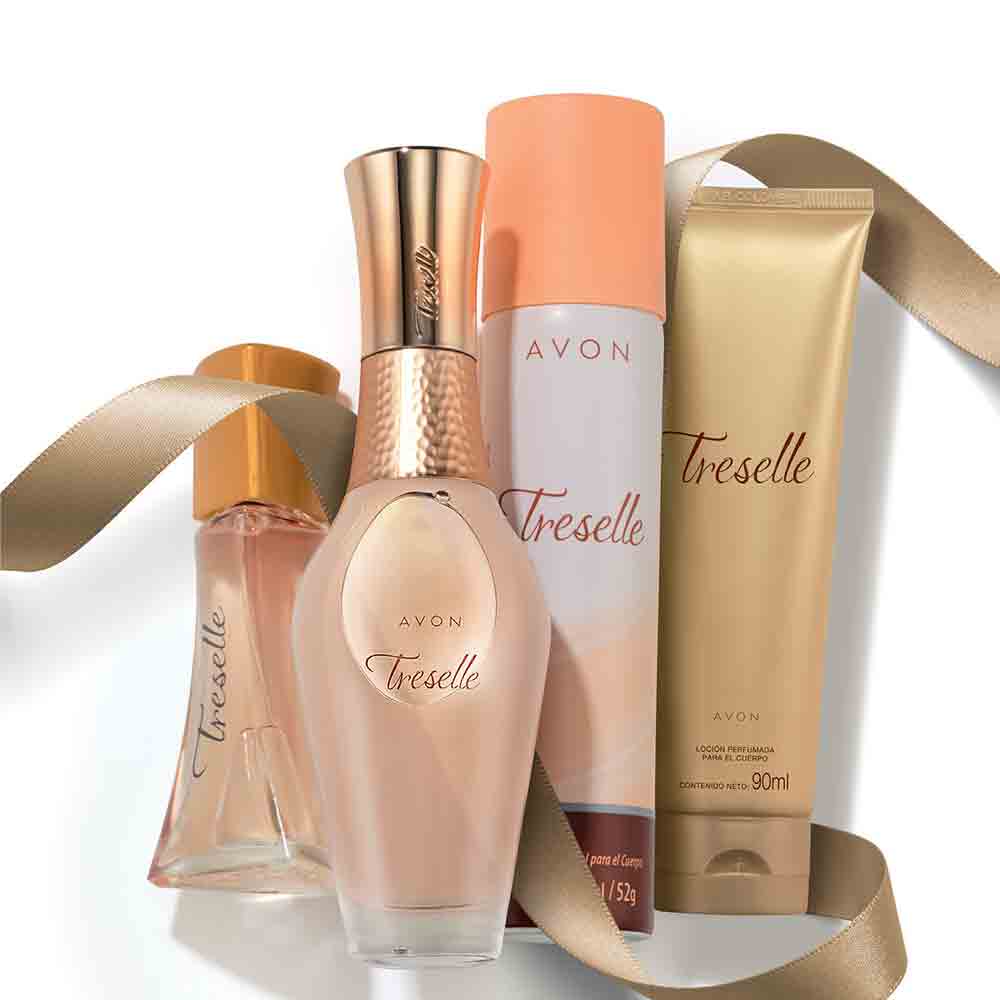 Treselle
Treselle
AVON
Treselle
AVON
Treselle
para el Cuerpo
/ 52g
Treselle
AVON
LOCIÓN PERFUMADA
PARA EL CUERPO
CONTENIDO NETO: 90ml